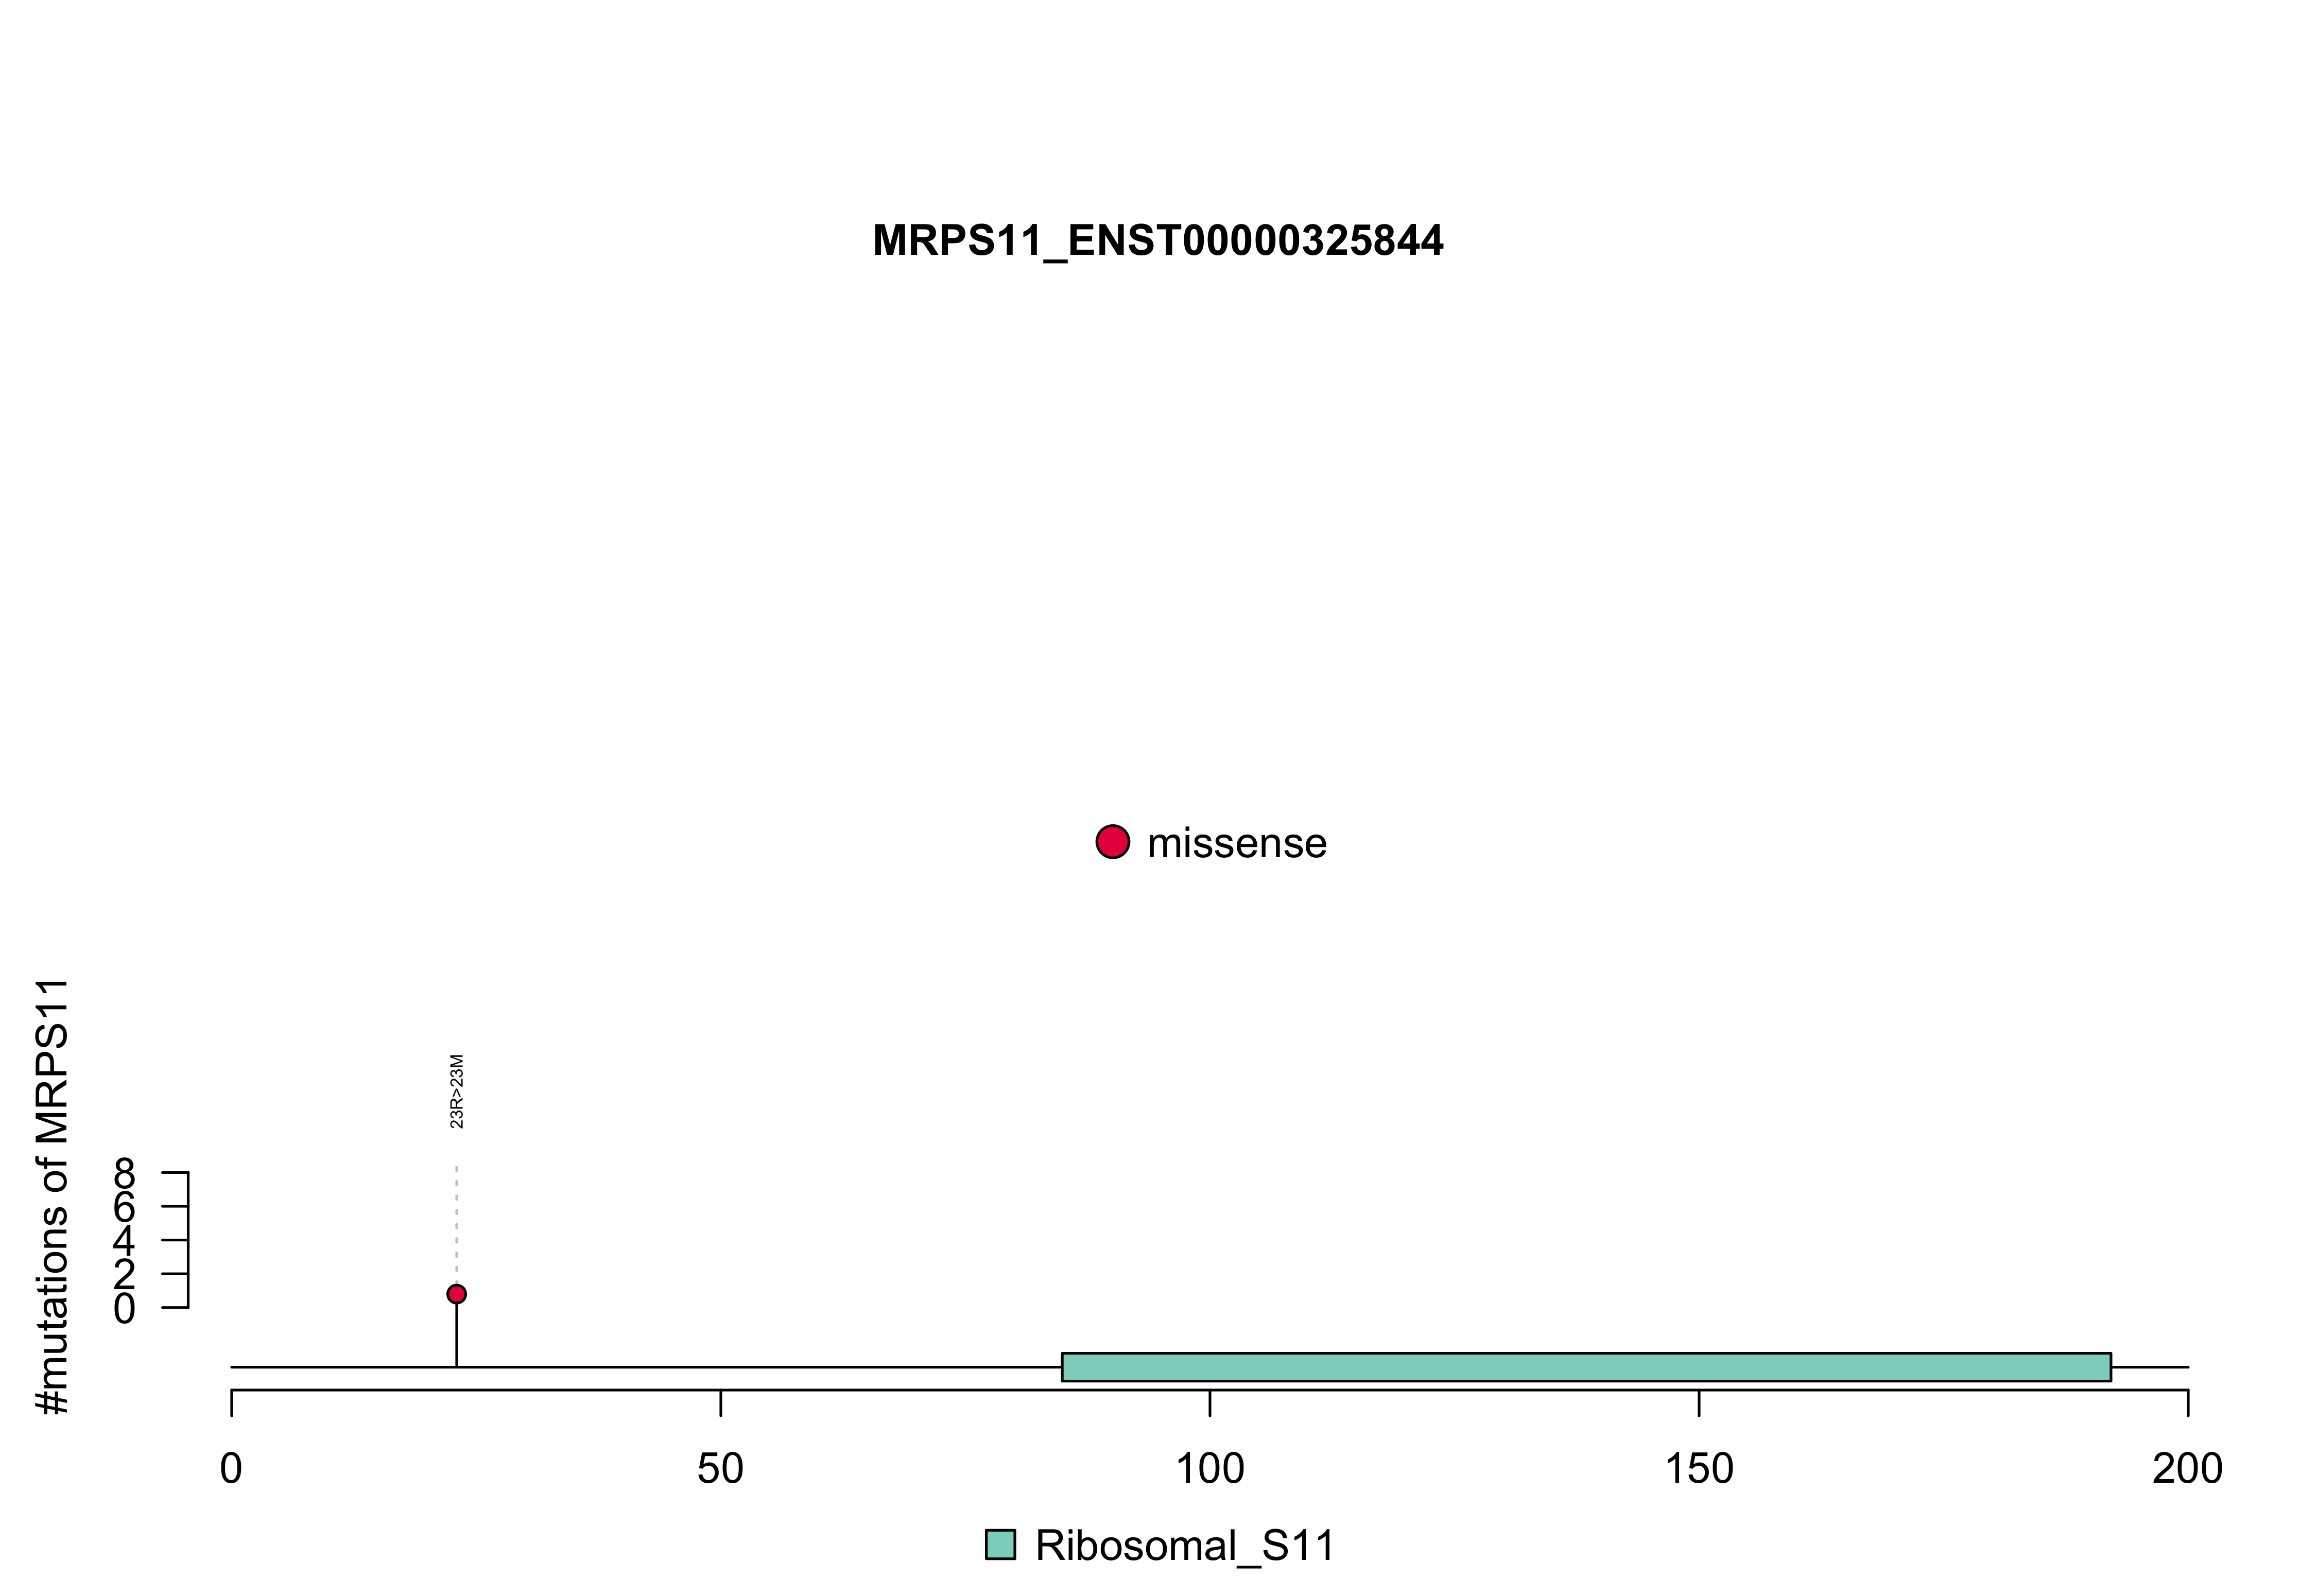 MRPS11_ENST00000325844
missense
#mutations of MRPS11
23R>23M
8
6
4
2
0
0 50 100 150 200
Ribosomal_S11